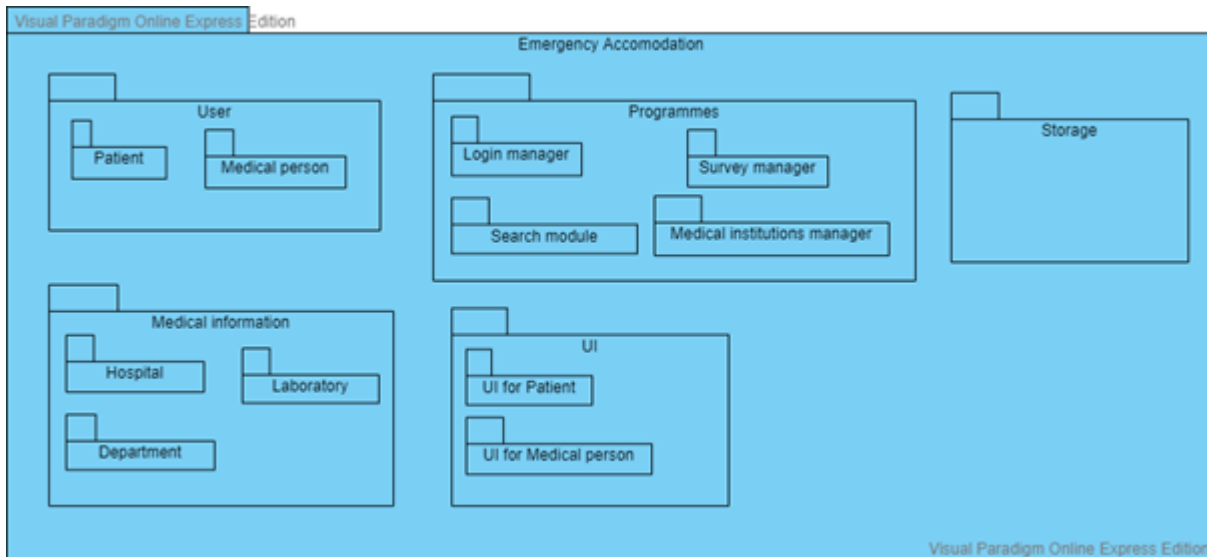 Visual Paradigm Online Express Edition
Emergency Accomodation
User
Patient
Medical person
Programmes
Login manager
Survey manager
Search module
Medical institutions manager
Storage
Medical information
Hospital
Laboratory
Department
UI
UI for Patient
UI for Medical person
Visual Paradigm Online Express Edition